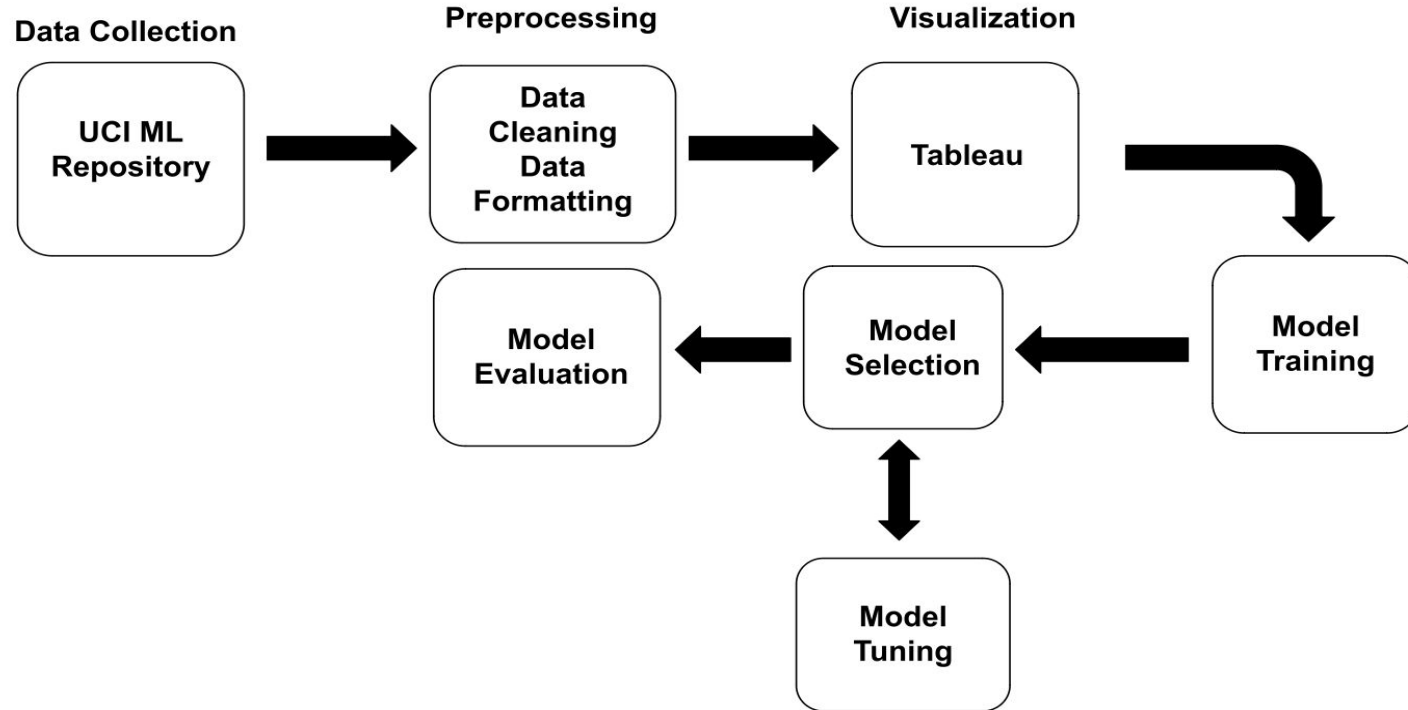 Data Collection
Preprocessing
Visualization
UCI ML
Repository
Data
Cleaning
Data
Formatting
Tableau
Model
Training
Model
Selection
Model
Evaluation
Model
Tuning